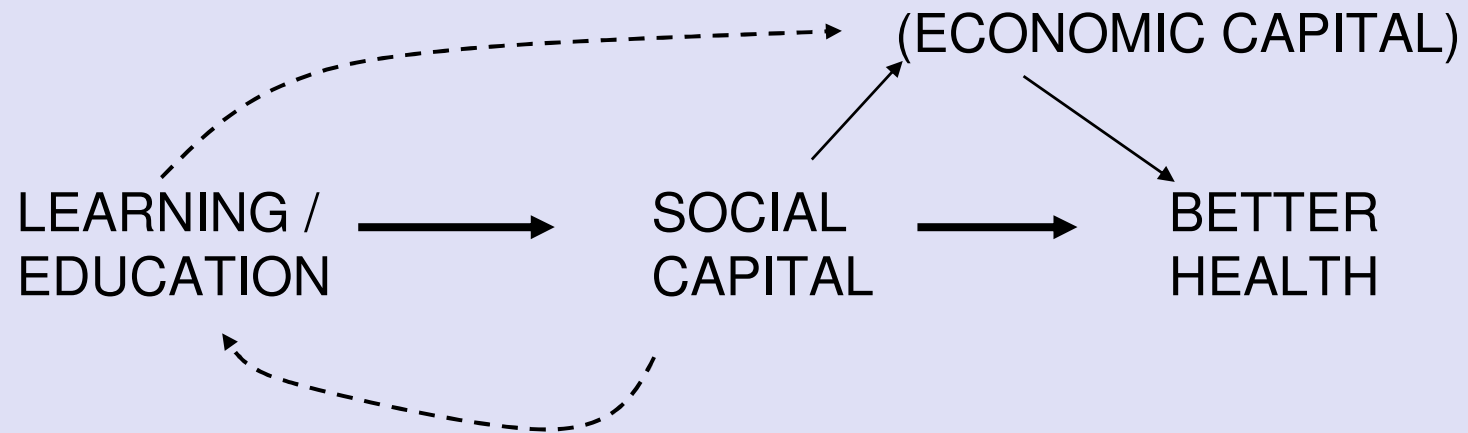 (ECONOMIC CAPITAL)
LEARNING /
EDUCATION
SOCIAL
CAPITAL
BETTER
HEALTH